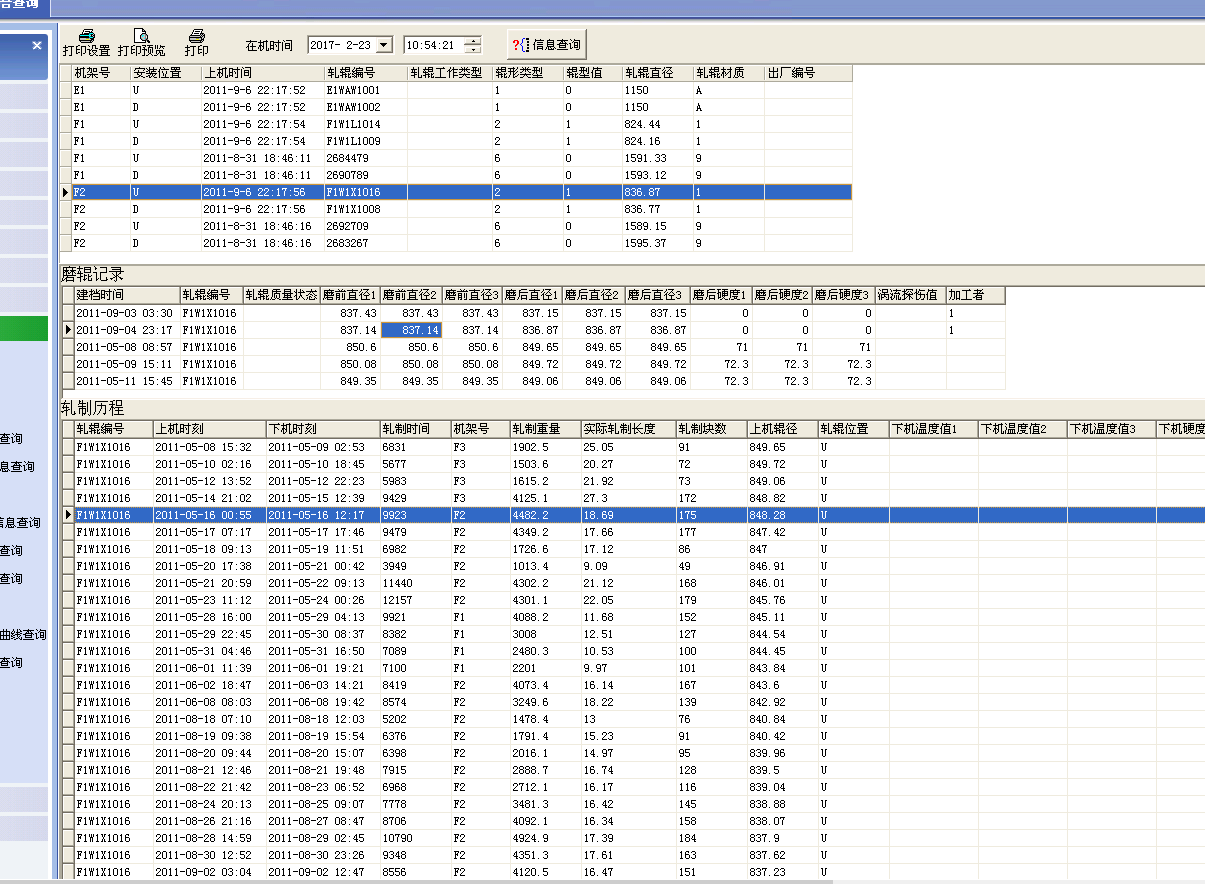 合查询
打印设置 打印预览 打印 在机时间 2017- 2-23 10:54:21 ?{} 信息查询
机架号 安装位置 上机时间 轧辊编号 轧辊工作类型 辊形类型 辊型值 轧辊直径 轧辊材质 出厂编号
E1 U 2011-9-6 22:17:52 E1WAW1001 1 0 1150 A
E1 D 2011-9-6 22:17:52 E1WAW1002 1 0 1150 A
F1 U 2011-9-6 22:17:54 F1W1L1014 2 1 824.44 1
F1 D 2011-9-6 22:17:54 F1W1L1009 2 1 824.16 1
F1 U 2011-8-31 18:46:11 2684479 6 0 1591.33 9
F1 D 2011-8-31 18:46:11 2690789 6 0 1593.12 9
F2 U 2011-9-6 22:17:56 F1W1X1016 2 1 836.87 1
F2 D 2011-9-6 22:17:56 F1W1X1008 2 1 836.77 1
F2 U 2011-8-31 18:46:16 2692709 6 0 1589.15 9
F2 D 2011-8-31 18:46:16 2683267 6 0 1595.37 9
磨辊记录
建档时间 轧辊编号 轧辊质量状态 磨前直径1 磨前直径2 磨前直径3 磨后直径1 磨后直径2 磨后直径3 磨后硬度1 磨后硬度2 磨后硬度3 涡流探伤值 加工者
2011-09-03 03:30 F1W1X1016 837.43 837.43 837.43 837.15 837.15 837.15 0 0 0 1
2011-09-04 23:17 F1W1X1016 837.14 837.14 837.14 836.87 836.87 836.87 0 0 0 1
2011-05-08 08:57 F1W1X1016 850.6 850.6 850.6 849.65 849.65 849.65 71 71 71
2011-05-09 15:11 F1W1X1016 850.08 850.08 850.08 849.72 849.72 849.72 72.3 72.3 72.3
2011-05-11 15:45 F1W1X1016 849.35 849.35 849.35 849.06 849.06 849.06 72.3 72.3 72.3
轧制历程
轧辊编号 上机时刻 下机时刻 轧制时间 机架号 轧制重量 实际轧制长度 轧制块数 上机辊径 轧辊位置 下机温度值1 下机温度值2 下机温度值3 下机硬度
F1W1X1016 2011-05-08 15:32 2011-05-09 02:53 6831 F3 1902.5 25.05 91 849.65 U
F1W1X1016 2011-05-10 02:16 2011-05-10 18:45 5677 F3 1503.6 20.27 72 849.72 U
F1W1X1016 2011-05-12 13:52 2011-05-12 22:23 5983 F3 1615.2 21.92 73 849.06 U
F1W1X1016 2011-05-14 21:02 2011-05-15 12:39 9429 F3 4125.1 27.3 172 848.82 U
F1W1X1016 2011-05-16 00:55 2011-05-16 12:17 9923 F2 4482.2 18.69 175 848.28 U
F1W1X1016 2011-05-17 07:17 2011-05-17 17:46 9479 F2 4349.2 17.66 177 847.42 U
F1W1X1016 2011-05-18 09:13 2011-05-19 11:51 6982 F2 1726.6 17.12 86 847 U
F1W1X1016 2011-05-20 17:38 2011-05-21 00:42 3949 F2 1013.4 9.09 49 846.91 U
F1W1X1016 2011-05-21 20:59 2011-05-22 09:13 11440 F2 4302.2 21.12 168 846.01 U
F1W1X1016 2011-05-23 11:12 2011-05-24 00:26 12157 F2 4301.1 22.05 179 845.76 U
F1W1X1016 2011-05-28 16:00 2011-05-29 04:13 9921 F1 4088.2 11.68 152 845.11 U
F1W1X1016 2011-05-29 22:45 2011-05-30 08:37 8382 F1 3008 12.51 127 844.54 U
F1W1X1016 2011-05-31 04:46 2011-05-31 16:50 7089 F1 2480.3 10.53 100 844.45 U
F1W1X1016 2011-06-01 11:39 2011-06-01 19:21 7100 F1 2201 9.97 101 843.84 U
F1W1X1016 2011-06-02 18:47 2011-06-03 14:21 8419 F2 4073.4 16.14 167 843.6 U
F1W1X1016 2011-06-08 08:03 2011-06-08 19:42 8574 F2 3249.6 18.22 139 842.92 U
F1W1X1016 2011-08-18 07:10 2011-08-18 12:03 5202 F2 1478.4 13 76 840.84 U
F1W1X1016 2011-08-19 09:38 2011-08-19 15:54 6376 F2 1791.4 15.23 91 840.42 U
F1W1X1016 2011-08-20 09:44 2011-08-20 15:07 6398 F2 2016.1 14.97 95 839.96 U
F1W1X1016 2011-08-21 12:46 2011-08-21 19:48 7915 F2 2888.7 16.74 128 839.5 U
F1W1X1016 2011-08-22 21:42 2011-08-23 06:52 6968 F2 2712.1 16.17 116 839.04 U
F1W1X1016 2011-08-24 20:13 2011-08-25 09:07 7778 F2 3481.3 16.42 145 838.88 U
F1W1X1016 2011-08-26 21:16 2011-08-27 08:47 8706 F2 4092.1 16.34 158 838.07 U
F1W1X1016 2011-08-28 14:59 2011-08-29 02:45 10790 F2 4924.9 17.39 184 837.9 U
F1W1X1016 2011-08-30 12:52 2011-08-30 23:26 9348 F2 4351.3 17.61 163 837.62 U
F1W1X1016 2011-09-02 03:04 2011-09-02 12:47 8556 F2 4120.5 16.47 151 837.23 U
查询
息查询
信息查询
查询
查询
曲线查询
查询